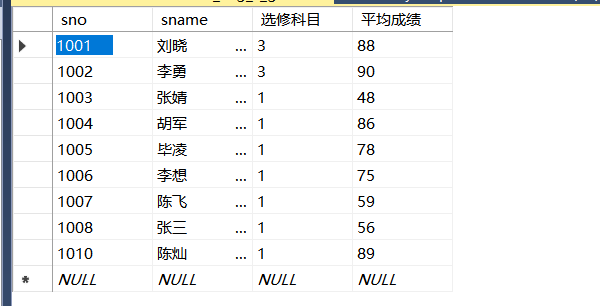 sno sname 选修科目 平均成绩
1001 刘晓 ... 3 88
1002 李勇 ... 3 90
1003 张婧 ... 1 48
1004 胡军 ... 1 86
1005 毕凌 ... 1 78
1006 李想 ... 1 75
1007 陈飞 ... 1 59
1008 张三 ... 1 56
1010 陈灿 ... 1 89
* NULL NULL NULL NULL